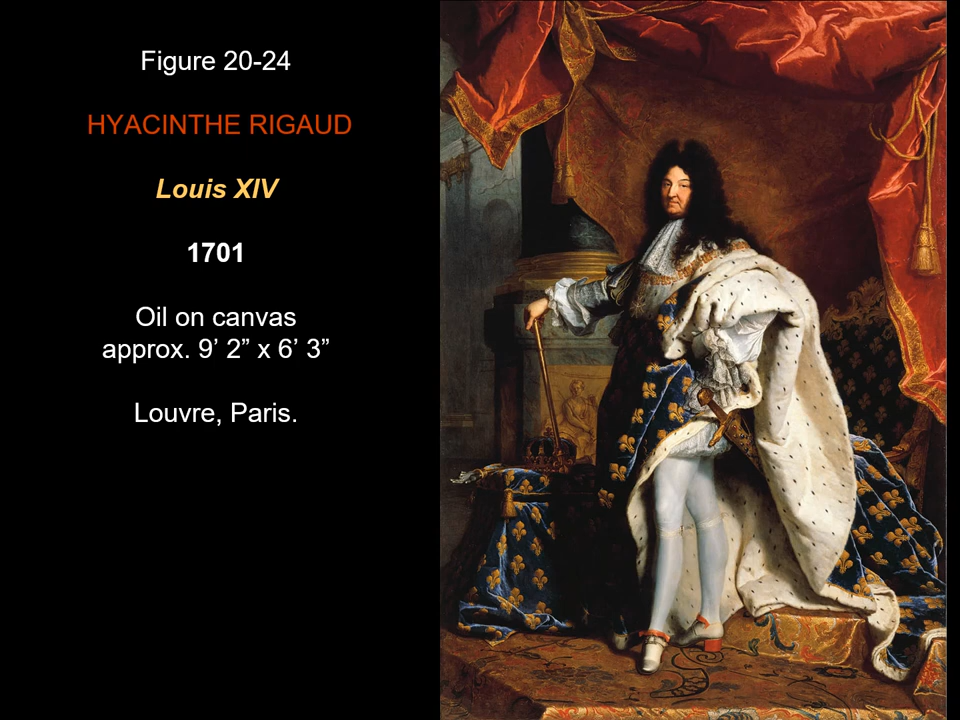 Figure 20-24
HYACINTHE RIGAUD
Louis XIV
1701
Oil on canvas
approx. 9’ 2” x 6’ 3”
Louvre, Paris.